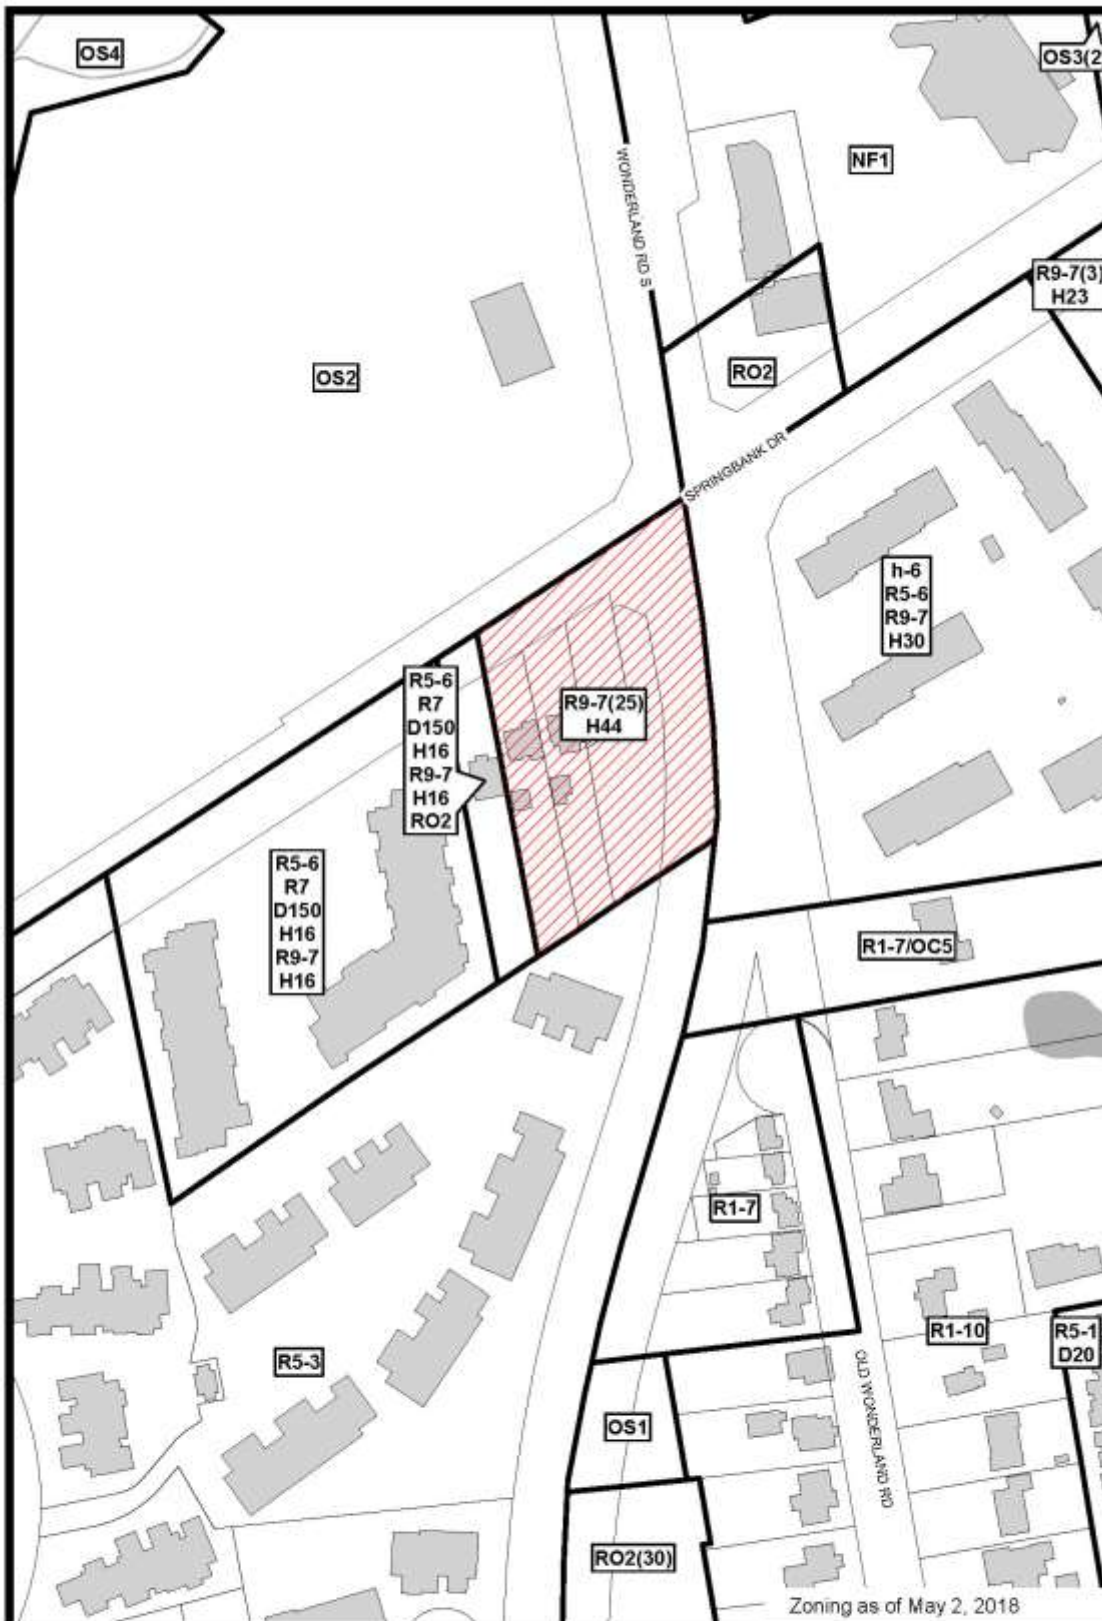 OS4
OS3(2
NF1
WONDERLAND RD S
R9-7(3)
H23
OS2
RO2
SPRINGBANK DR
h-6
R5-6
R9-7
H30
R5-6
R7
D150
H16
R9-7
H16
RO2
R9-7(25)
H44
R5-6
R7
D150
H16
R9-7
H16
R1-7/OC5
R1-7
R1-10
R5-1
D20
R5-3
OLD WONDERLAND RD
OS1
RO2(30)
Zoning as of May 2, 2018